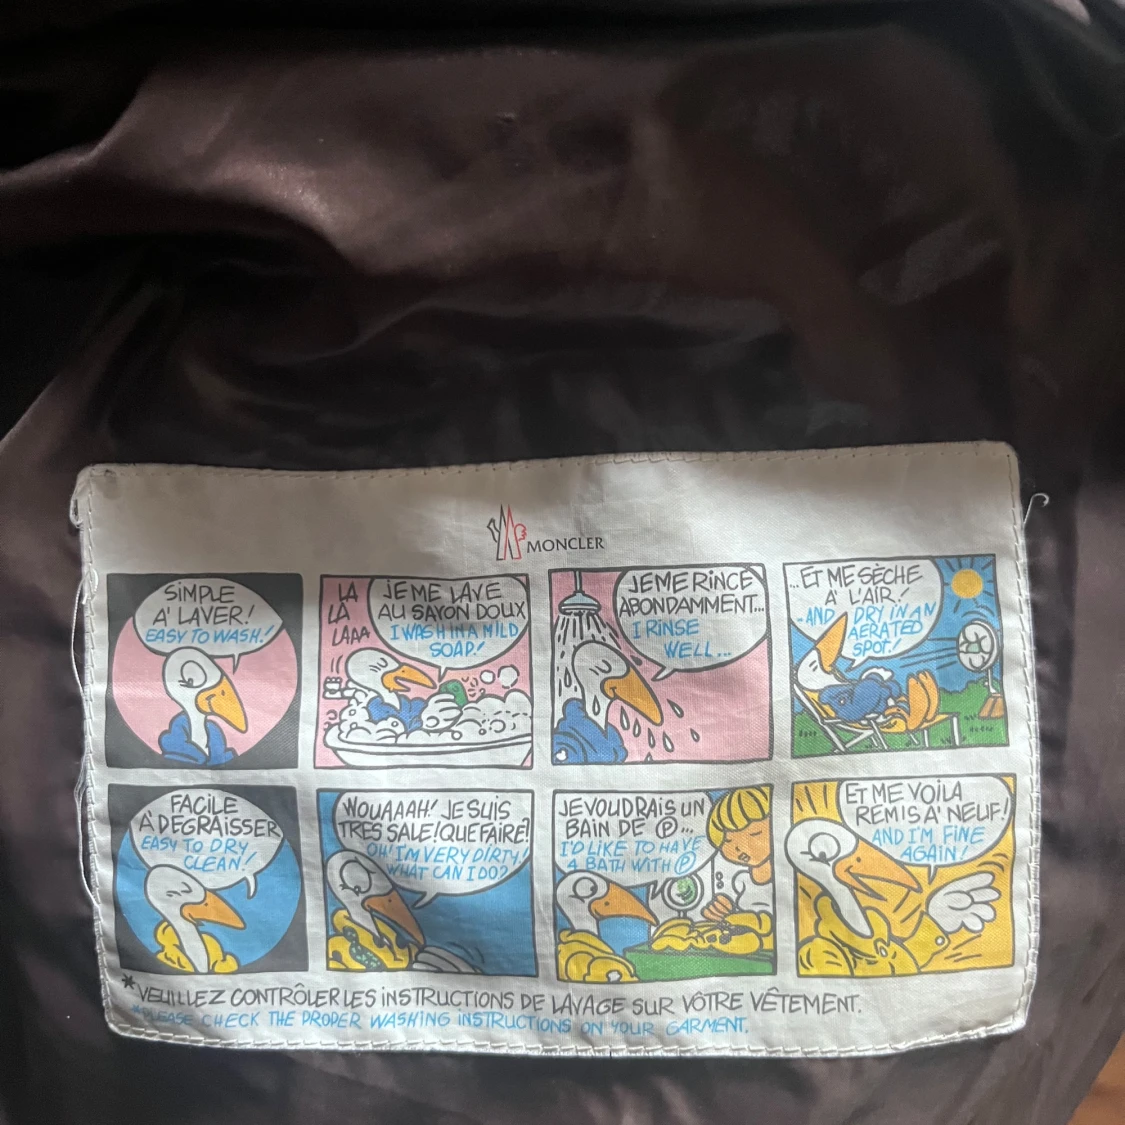 MONCLER
SIMPLE
A' LAVER!
EASY TO WASH!
LA
LA
LAAA
JE ME LAVE
AU SAVON DOUX
I WASH IN A MILD
SOAP!
JE ME RINCE
ABONDAMMENT...
I RINSE
WELL...
...ET ME SÈCHE
A' L'AIR!
..AND DRY IN AN
AERATED
SPOT!
FACILE
A' DEGRAISSER
EASY TO DRY
CLEAN!
WOUAAAH! JE SUIS
TRES SALE! QUE FAIRE?
OH! I'M VERY DIRTY!
WHAT CAN I DO?
JE VOUDRAIS UN
BAIN DE Ⓟ...
I'D LIKE TO HAVE
A BATH WITH Ⓟ
ET ME VOILA
REMIS A' NEUF!
AND I'M FINE
AGAIN!
*VEUILLEZ CONTRÔLER LES INSTRUCTIONS DE LAVAGE SUR VÔTRE VÊTEMENT.
*PLEASE CHECK THE PROPER WASHING INSTRUCTIONS ON YOUR GARMENT.